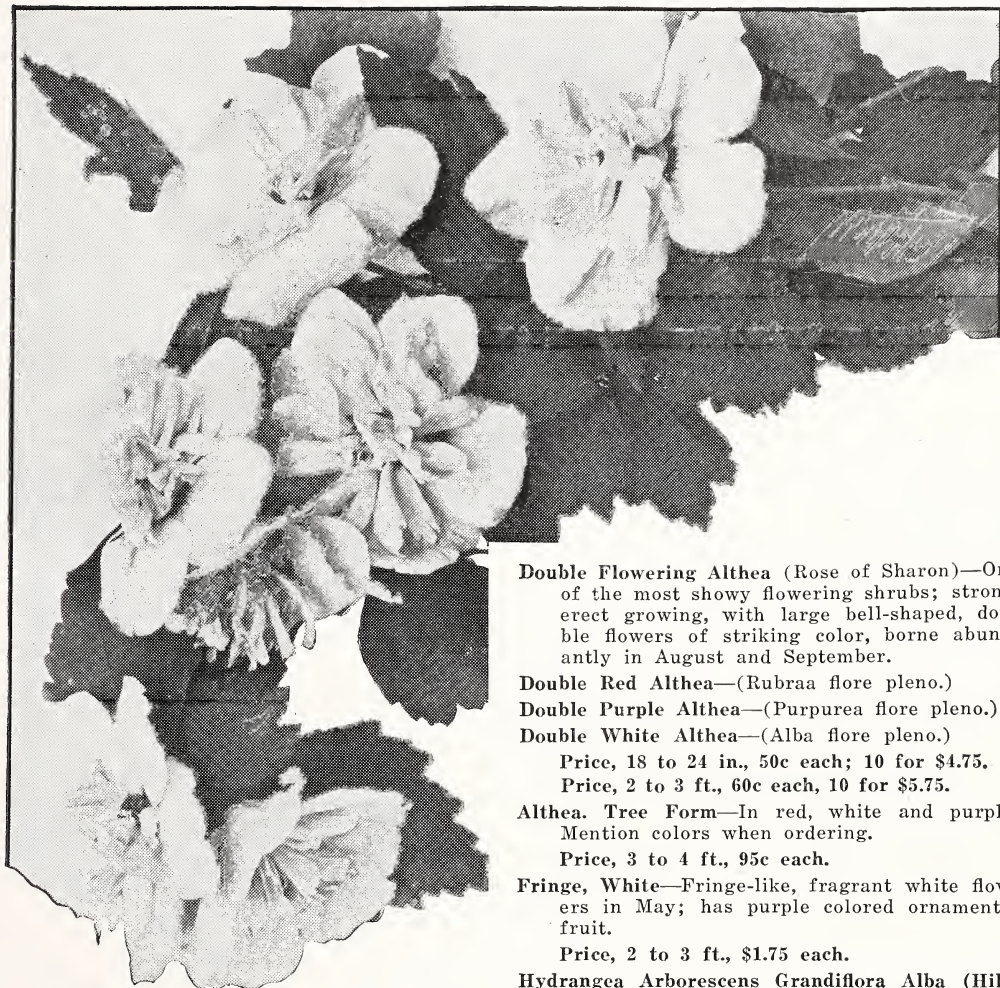 Double Flowering Althea (Rose of Sharon)—On
of the most showy flowering shrubs; stron
erect growing, with large bell-shaped, do
ble flowers of striking color, borne abun
antly in August and September.
Double Red Althea—(Rubraa flore pleno.)
Double Purple Althea—(Purpurea flore pleno.)
Double White Althea—(Alba flore pleno.)
Price, 18 to 24 in., 50c each; 10 for $4.75.
Price, 2 to 3 ft., 60c each, 10 for $5.75.
Althea. Tree Form—In red, white and purpl
Mention colors when ordering.
Price, 3 to 4 ft., 95c each.
Fringe, White—Fringe-like, fragrant white flow
ers in May; has purple colored ornament
fruit.
Price, 2 to 3 ft., $1.75 each.
Hydrangea Arborescens Grandiflora Alba (Hil